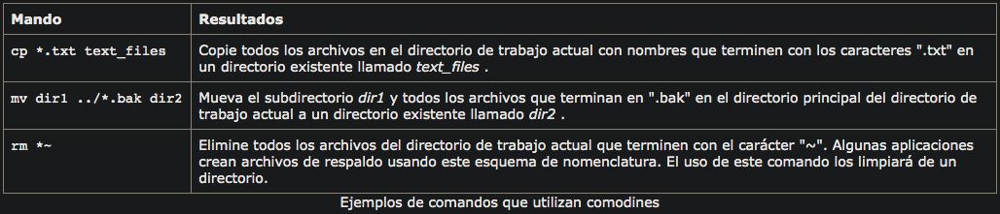 Mando Resultados
cp *.txt text_files Copie todos los archivos en el directorio de trabajo actual con nombres que terminen con los caracteres ".txt" en
un directorio existente llamado text_files .
mv dir1 ../*.bak dir2 Mueva el subdirectorio dir1 y todos los archivos que terminan en ".bak" en el directorio principal del directorio de
trabajo actual a un directorio existente llamado dir2 .
rm *~ Elimine todos los archivos del directorio de trabajo actual que terminen con el carácter "~". Algunas aplicaciones
crean archivos de respaldo usando este esquema de nomenclatura. El uso de este comando los limpiará de un
directorio.
Ejemplos de comandos que utilizan comodines